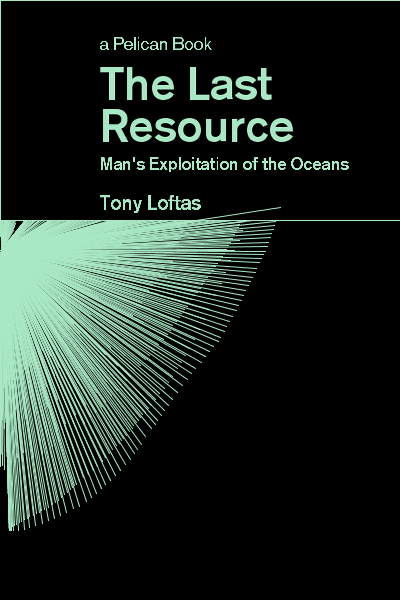 a Pelican Book
The Last
Resource
Man's Exploitation of the Oceans
Tony Loftas